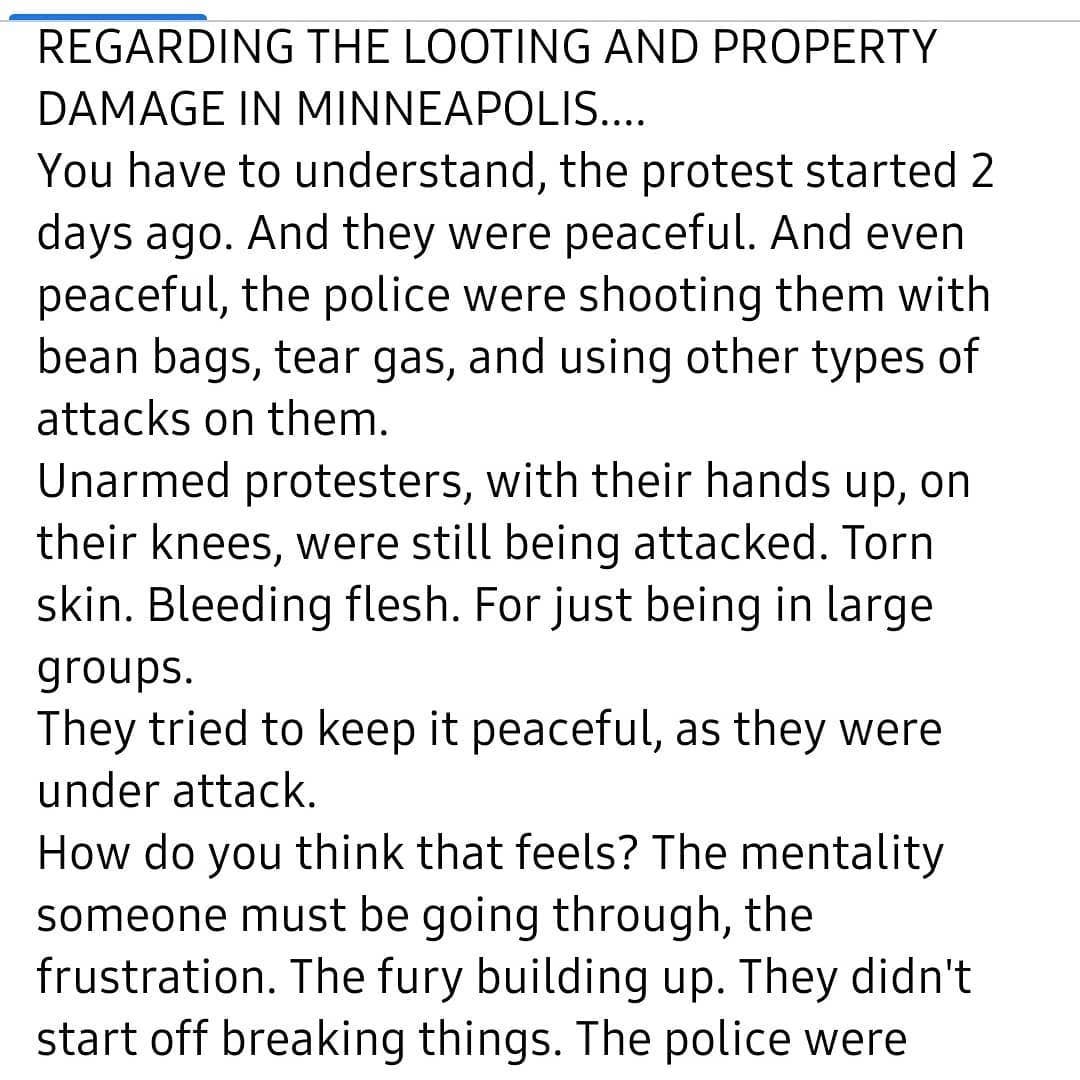 REGARDING THE LOOTING AND PROPERTY
DAMAGE IN MINNEAPOLIS....
You have to understand, the protest started 2
days ago. And they were peaceful. And even
peaceful, the police were shooting them with
bean bags, tear gas, and using other types of
attacks on them.
Unarmed protesters, with their hands up, on
their knees, were still being attacked. Torn
skin. Bleeding flesh. For just being in large
groups.
They tried to keep it peaceful, as they were
under attack.
How do you think that feels? The mentality
someone must be going through, the
frustration. The fury building up. They didn't
start off breaking things. The police were